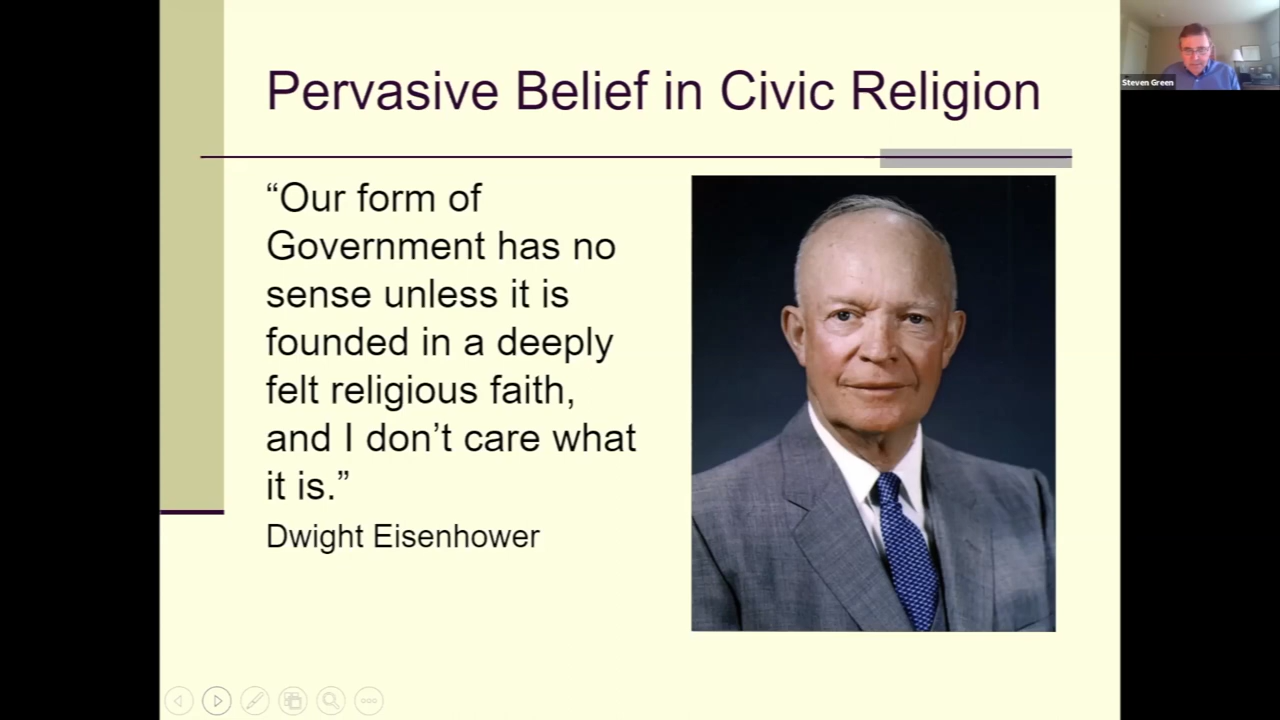 Pervasive Belief in Civic Religion
“Our form of
Government has no
sense unless it is
founded in a deeply
felt religious faith,
and I don’t care what
it is.”
Dwight Eisenhower
Steven Green